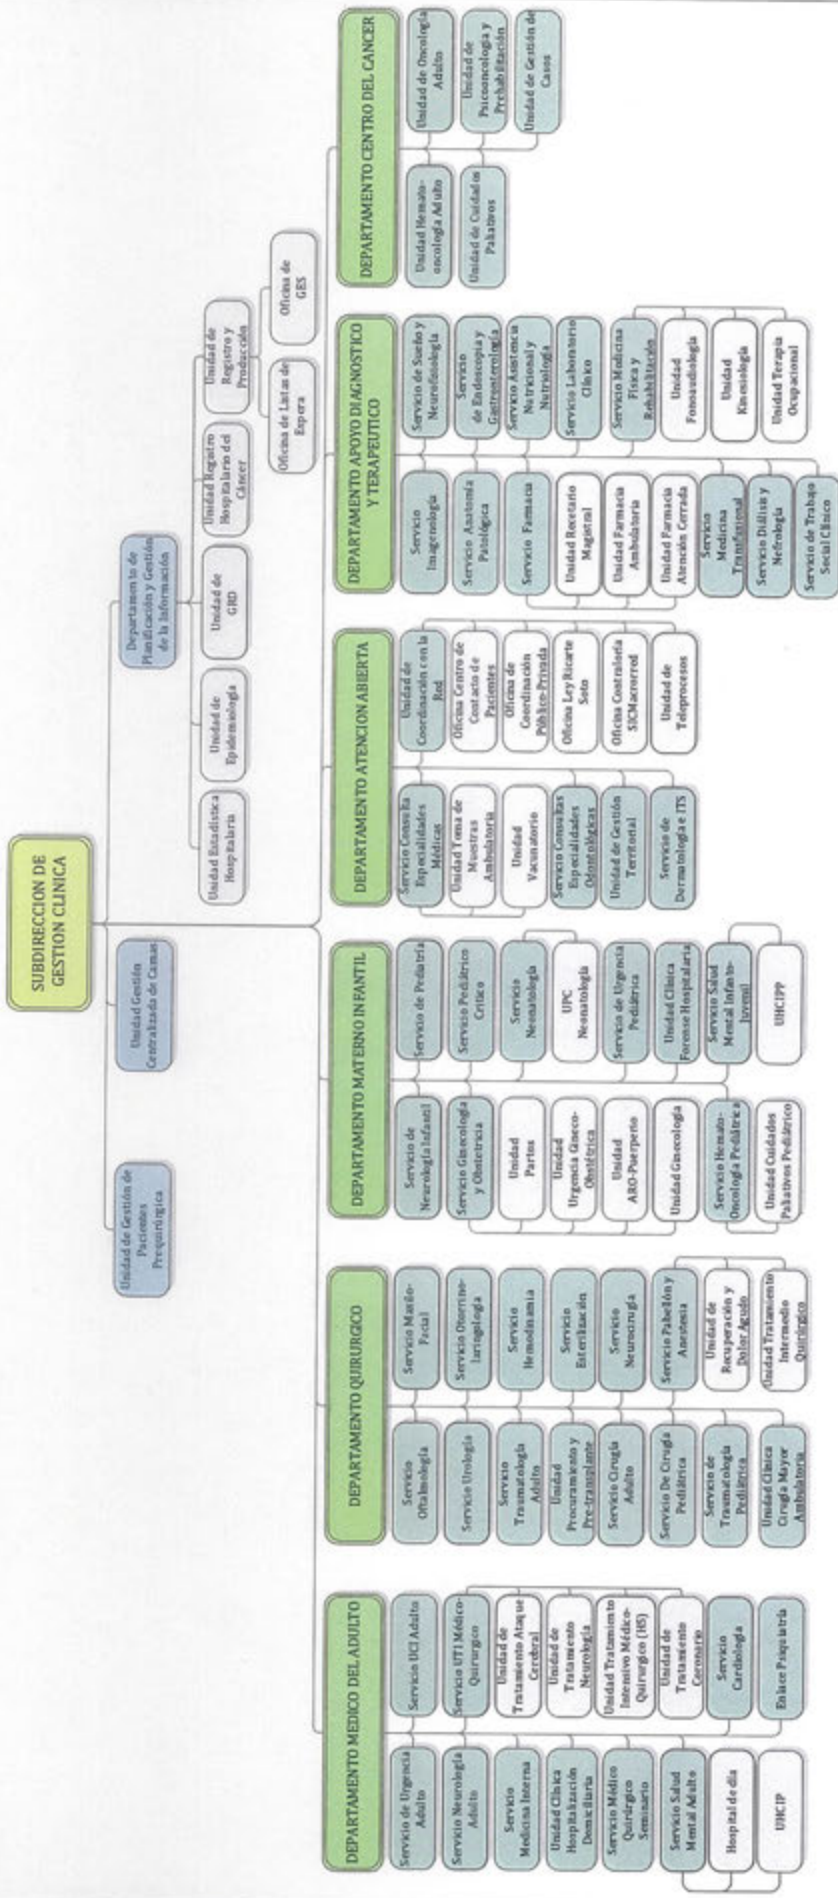 SUBDIRECCION DE
GESTION CLINICA
Unidad de Gestión de
Pacientes
Prequirúrgica
Unidad Gestión
Centralizada de Camas
Departamento de
Planificación y Gestión
de la Información
Unidad Estadística
Hospitalaria
Unidad de
Epidemiología
Unidad de
GRD
Unidad Registro
Hospitalario del
Cáncer
Unidad de
Registro y
Producción
Oficina de Listas de
Espera
Oficina de
GES
DEPARTAMENTO MEDICO DEL ADULTO
Servicio de Urgencia
Adulto
Servicio UCI Adulto
Servicio Neurología
Adulto
Servicio UTI Médico-
Quirurgico
Servicio
Medicina Interna
Unidad de
Tratamiento Ataque
Cerebral
Unidad Clínica
Hospitalización
Domiciliaria
Unidad de
Tratamiento
Neurología
Servicio Médico
Quirúrgico
Seminario
Unidad Tratamiento
Intensivo Médico-
Quirurgico (HS)
Servicio Salud
Mental Adulto
Unidad de
Tratamiento
Coronario
Hospital de día
Servicio
Cardiología
UHCIP
Enlace Psiquiatría
DEPARTAMENTO QUIRURGICO
Servicio
Oftalmología
Servicio Maxilo-
Facial
Servicio Urología
Servicio Otorrino-
laringología
Servicio
Traumatología
Adulto
Servicio
Hemodinamia
Unidad
Procuramiento y
Pre-transplante
Servicio
Esterilización
Servicio Cirugía
Adulto
Servicio
Neurocirugía
Servicio De Cirugía
Pediátrica
Servicio Pabellón y
Anestesia
Servicio de
Traumatología
Pediátrica
Unidad de
Recuperación y
Dolor Agudo
Unidad Clínica
Cirugía Mayor
Ambulatoria
Unidad Tratamiento
Intermedio
Quirúrgico
DEPARTAMENTO MATERNO INFANTIL
Servicio de
Neurología Infantil
Servicio de Pediatría
Servicio Ginecología
y Obstetricia
Servicio Pediátrico
Crítico
Unidad
Partos
Servicio
Neonatología
Unidad
Urgencia Gineco-
Obstétrica
UPC
Neonatología
Unidad
ARO-Puerperio
Servicio de Urgencia
Pediátrica
Unidad Ginecología
Unidad Clínica
Forense Hospitalaria
Servicio Hemato-
Oncología Pediátrica
Servicio Salud
Mental Infanto-
Juvenil
Unidad Cuidados
Paliativos Pediátrico
UHCIPP
DEPARTAMENTO ATENCION ABIERTA
Servicio Consulta
Especialidades
Médicas
Unidad de
Coordinación con la
Red
Unidad Toma de
Muestras
Ambulatoria
Oficina Centro de
Contacto de
Pacientes
Unidad
Vacunatorio
Oficina de
Coordinación
Público-Privada
Servicio Consultas
Especialidades
Odontológicas
Oficina Ley Ricarte
Soto
Unidad de Gestión
Territorial
Oficina Contraloría
SICMacrorred
Servicio de
Dermatología e ITS
Unidad de
Teleprocesos
DEPARTAMENTO APOYO DIAGNOSTICO
Y TERAPEUTICO
Servicio
Imagenología
Servicio de Sueño y
Neurofisiología
Servicio Anatomía
Patológica
Servicio
de Endoscopia y
Gastroenterología
Servicio Farmacia
Servicio Asistencia
Nutricional y
Nutriología
Unidad Recetario
Magistral
Servicio Laboratorio
Clínico
Unidad Farmacia
Ambulatoria
Servicio Medicina
Física y
Rehabilitación
Unidad Farmacia
Atención Cerrada
Unidad
Fonoaudiología
Servicio
Medicina
Transfusional
Unidad
Kinesiología
Servicio Diálisis y
Nefrología
Unidad Terapia
Ocupacional
Servicio de Trabajo
Social Clínico
DEPARTAMENTO CENTRO DEL CANCER
Unidad Hemato-
oncología Adulto
Unidad de Oncología
Adulto
Unidad de Cuidados
Paliativos
Unidad de
Psicooncología y
Prehabilitación
Unidad de Gestión de
Casos